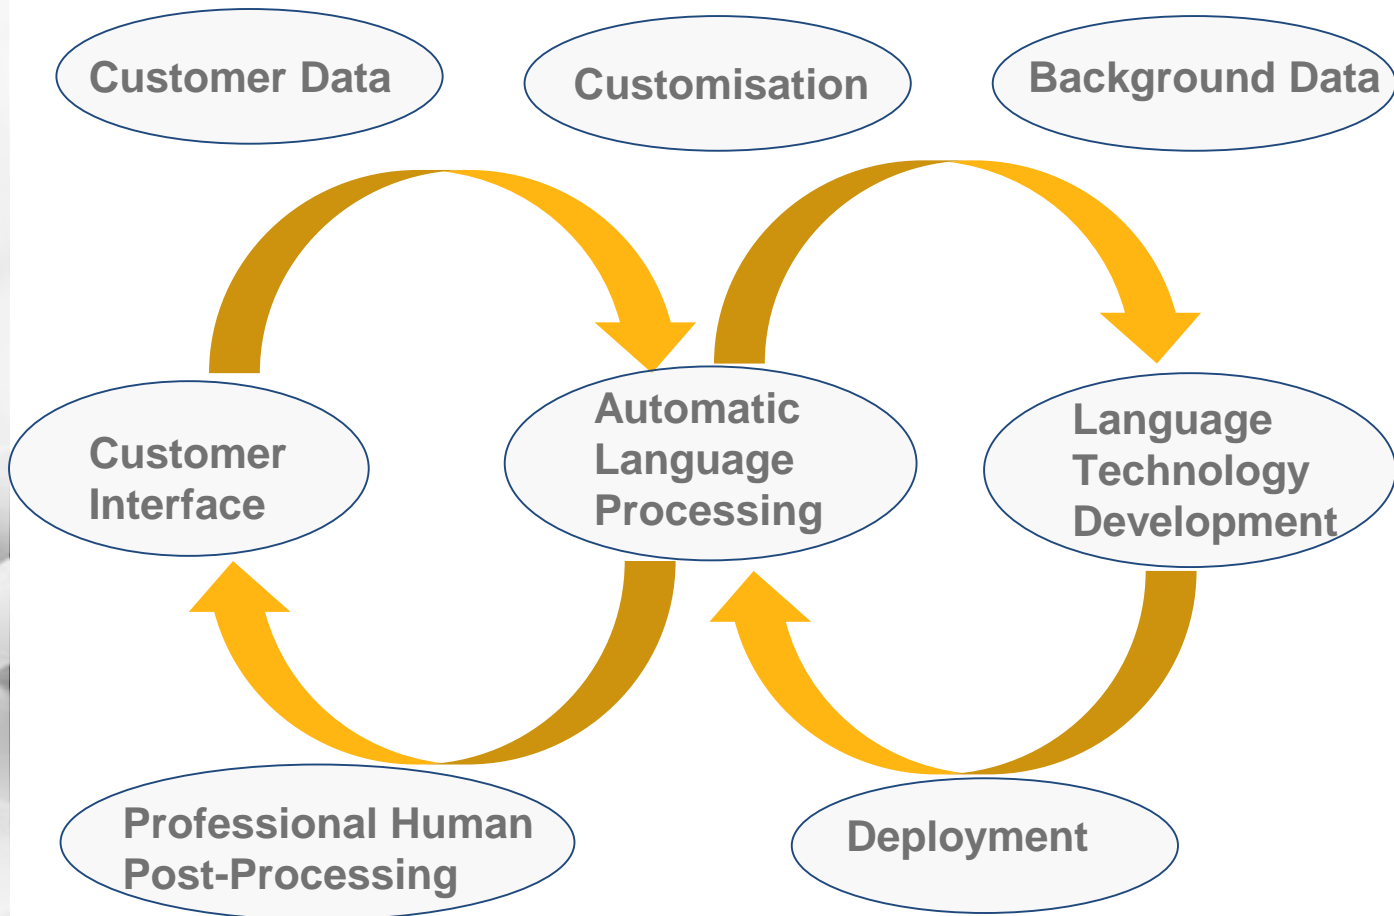 Customer Data
Customisation
Background Data
Customer
Interface
Automatic
Language
Processing
Language
Technology
Development
Professional Human
Post-Processing
Deployment